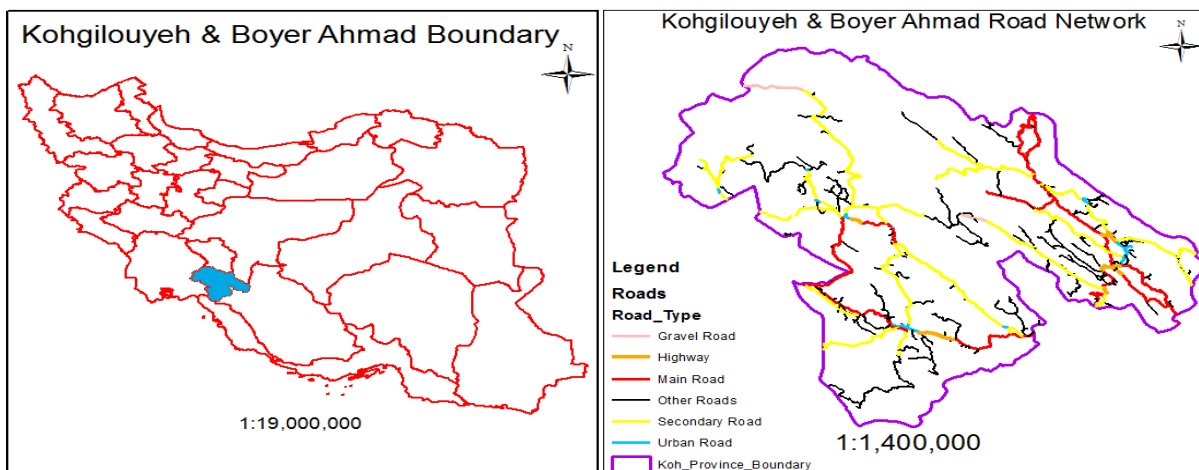 Kohgilouyeh & Boyer Ahmad Boundary
N
1:19,000,000
Kohgilouyeh & Boyer Ahmad Road Network
N
Legend
Roads
Road_Type
Gravel Road
Highway
Main Road
Other Roads
Secondary Road
Urban Road
Koh_Province_Boundary
1:1,400,000